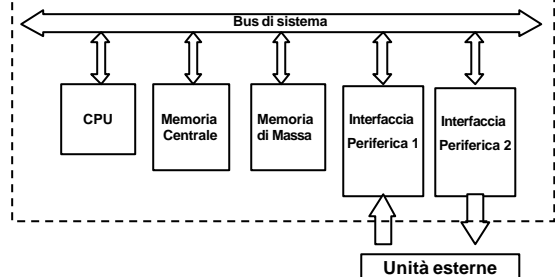 Bus di sistema
CPU
Memoria
Centrale
Memoria
di Massa
Interfaccia
Periferica 1
Interfaccia
Periferica 2
Unità esterne